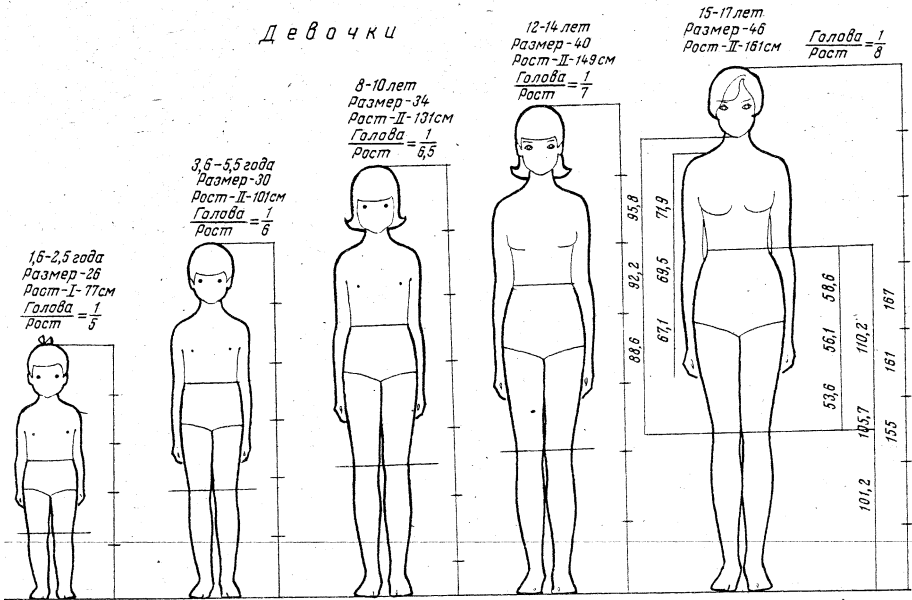 Девочки
1,6-2,5 года
Размер-26
Рост-I-77см
Голова/Рост = 1/5
3,6-5,5 года
Размер-30
Рост-II-101см
Голова/Рост = 1/6
8-10 лет
Размер-34
Рост-II-131см
Голова/Рост = 1/6,5
12-14 лет
Размер-40
Рост-II-149см
Голова/Рост = 1/7
15-17 лет
Размер-46
Рост-II-161см
Голова/Рост = 1/8
95,8
92,2
88,6
71,9
69,5
67,1
58,6
56,1
53,6
110,2
105,7
101,2
167
161
155